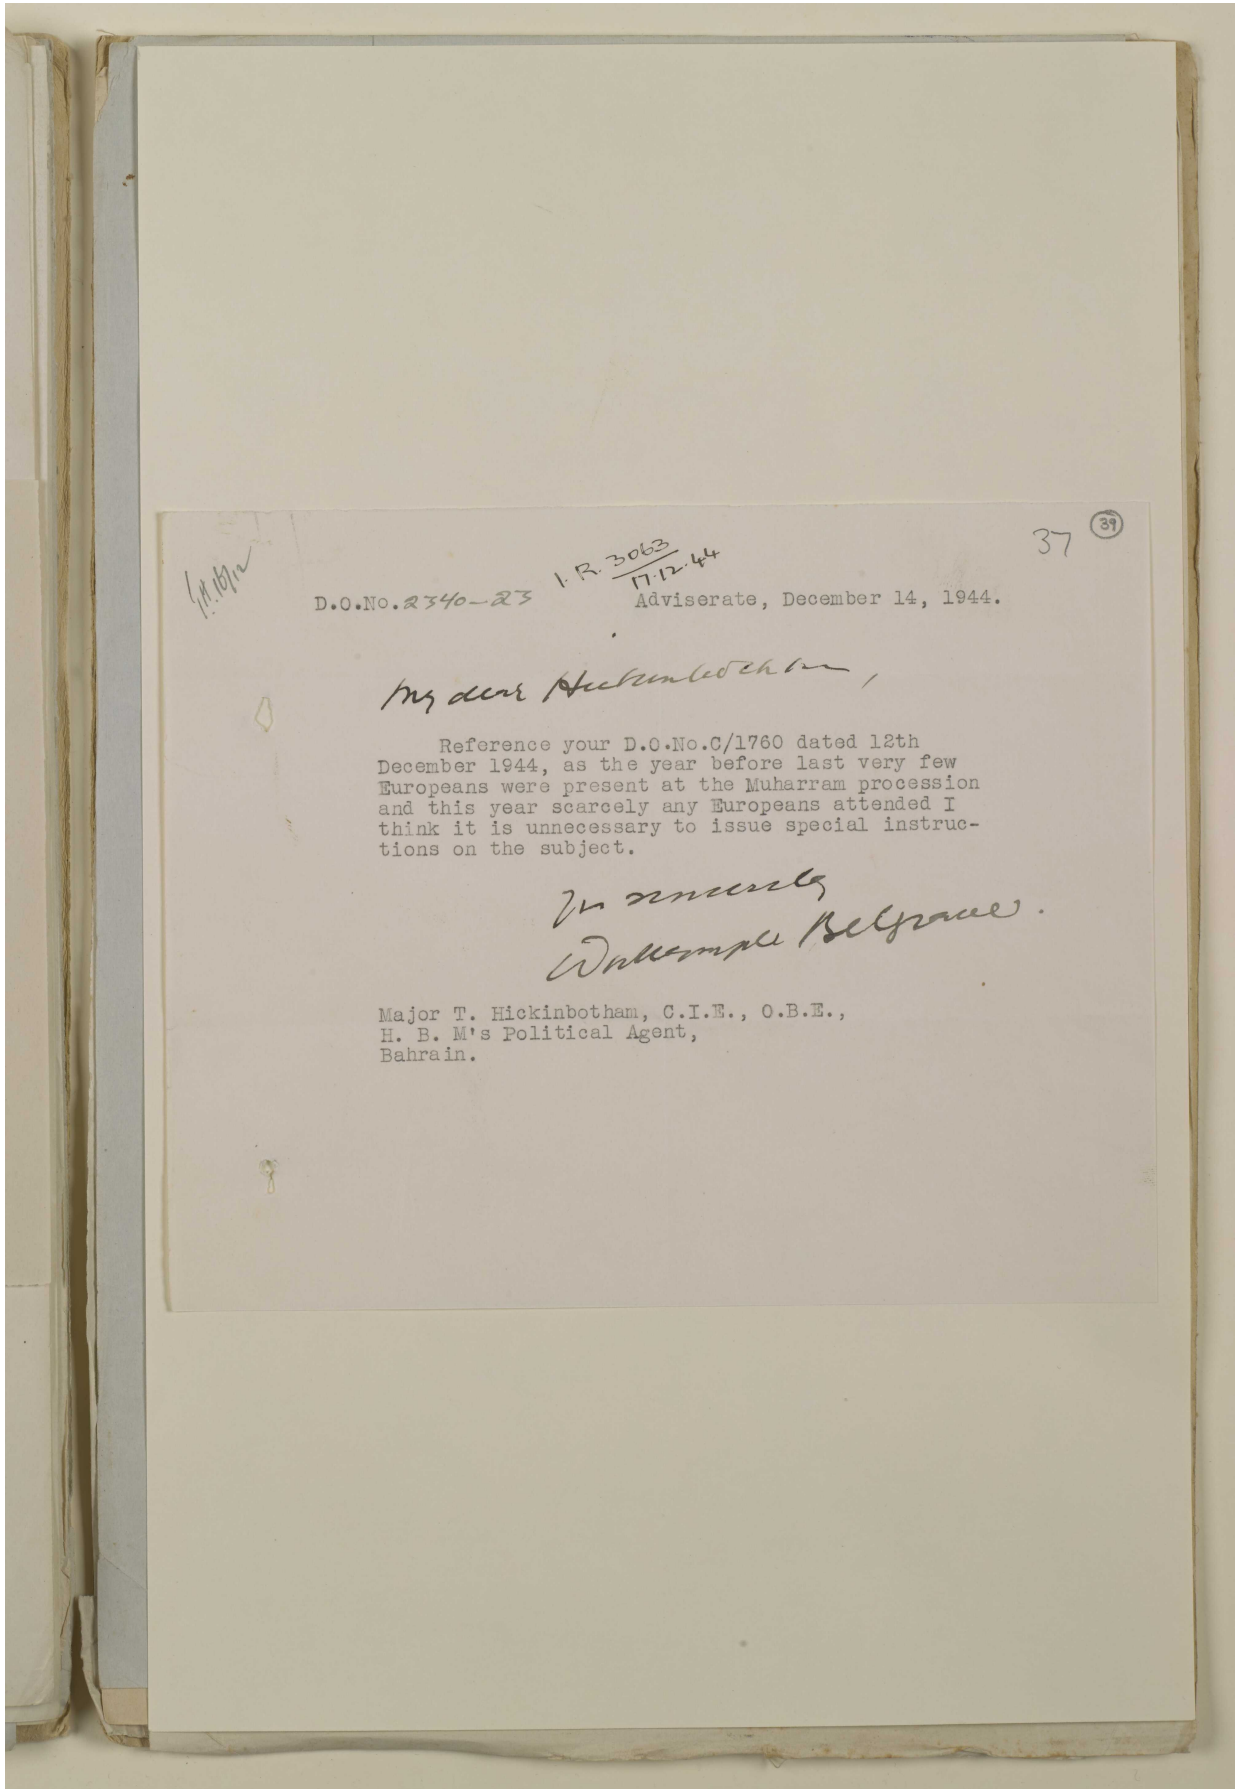 37
39
I.R. 3063
17.12.44
D.O.No.2340-23
Adviserate, December 14, 1944.
My dear Hickinbotham,
Reference your D.O.No.C/1760 dated 12th
December 1944, as the year before last very few
Europeans were present at the Muharram procession
and this year scarcely any Europeans attended I
think it is unnecessary to issue special instruc-
tions on the subject.
sincerely
Belgrave.
Major T. Hickinbotham, C.I.E., O.B.E.,
H. B. M's Political Agent,
Bahrain.